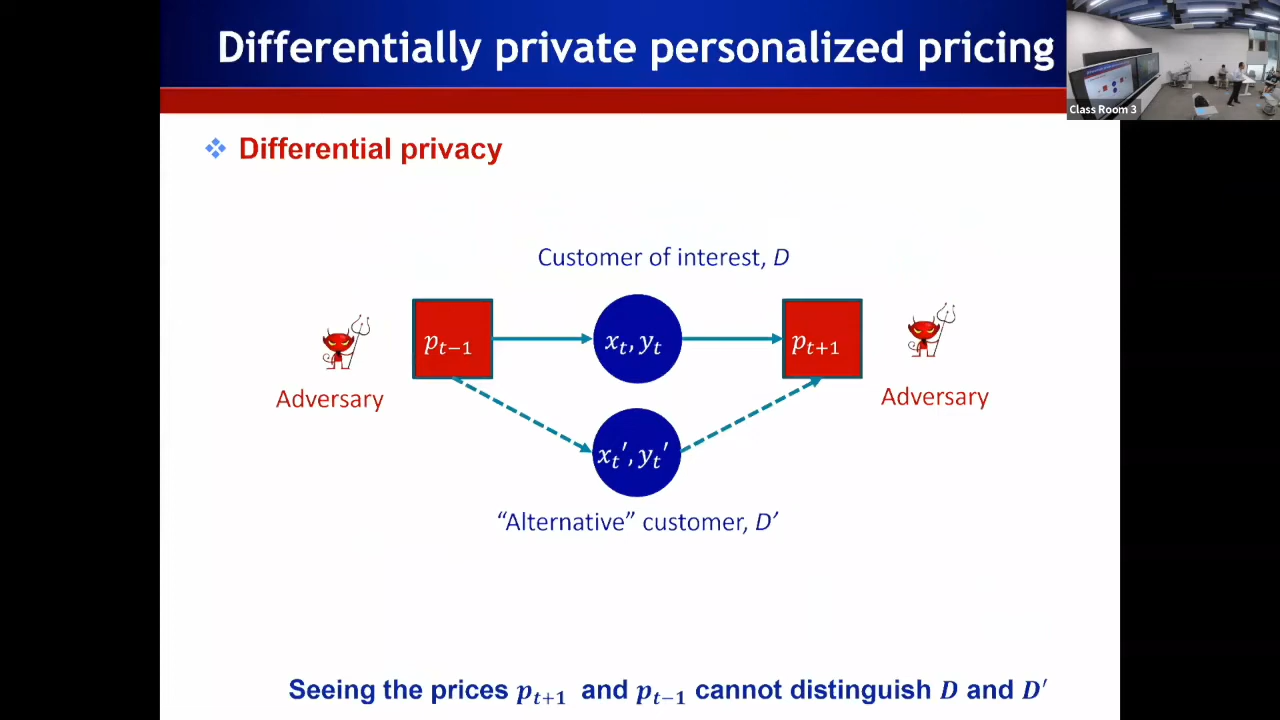 Differentially private personalized pricing
Class Room 3
Differential privacy
Customer of interest, D
p_{t-1}
x_t, y_t
p_{t+1}
Adversary
Adversary
x_t', y_t'
“Alternative” customer, D’
Seeing the prices p_{t+1} and p_{t-1} cannot distinguish D and D′